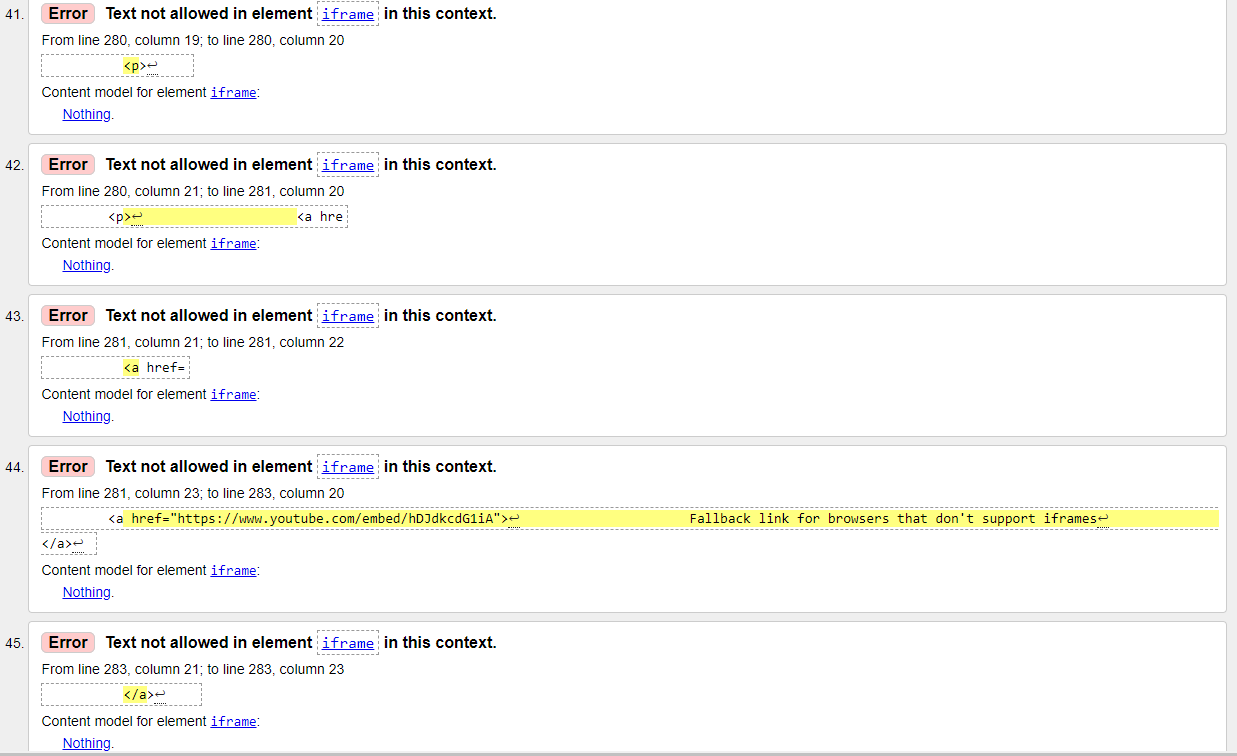 41. Error Text not allowed in element iframe in this context.
From line 280, column 19; to line 280, column 20
<p>↩
Content model for element iframe:
Nothing.
42. Error Text not allowed in element iframe in this context.
From line 280, column 21; to line 281, column 20
<p>↩ <a hre
Content model for element iframe:
Nothing.
43. Error Text not allowed in element iframe in this context.
From line 281, column 21; to line 281, column 22
<a href=
Content model for element iframe:
Nothing.
44. Error Text not allowed in element iframe in this context.
From line 281, column 23; to line 283, column 20
<a href="https://www.youtube.com/embed/hDJdkcdG1iA">↩ Fallback link for browsers that don't support iframes↩
</a>↩
Content model for element iframe:
Nothing.
45. Error Text not allowed in element iframe in this context.
From line 283, column 21; to line 283, column 23
</a>↩
Content model for element iframe:
Nothing.